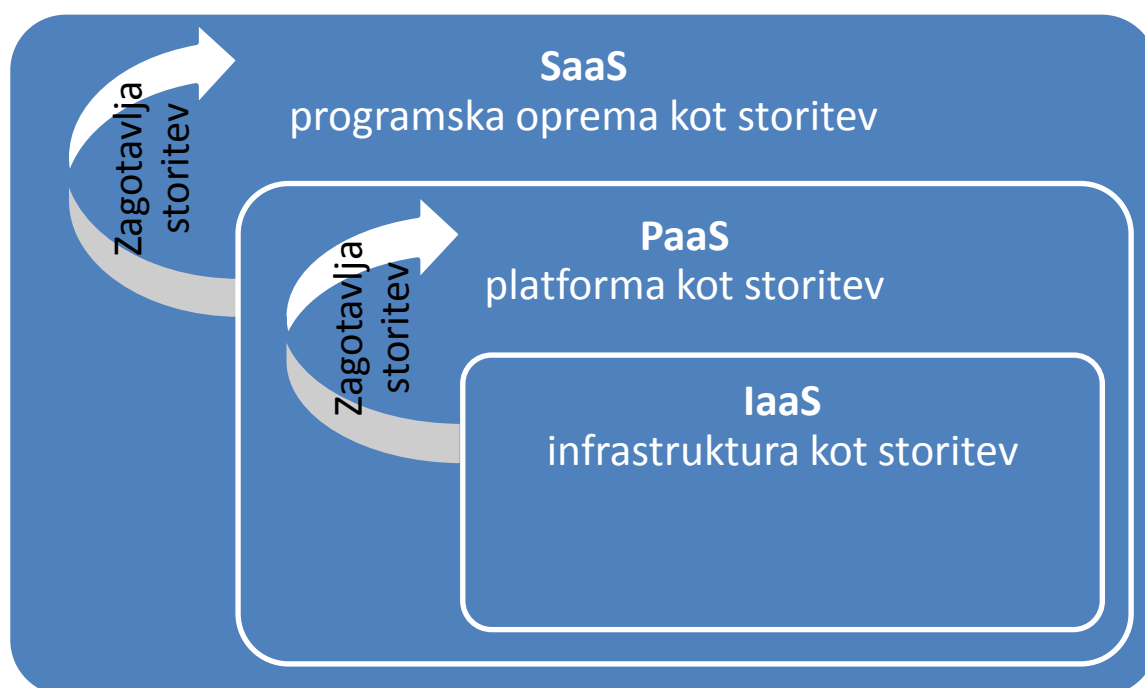 SaaS
programska oprema kot storitev
Zagotavlja
storitev
PaaS
platforma kot storitev
Zagotavlja
storitev
IaaS
infrastruktura kot storitev